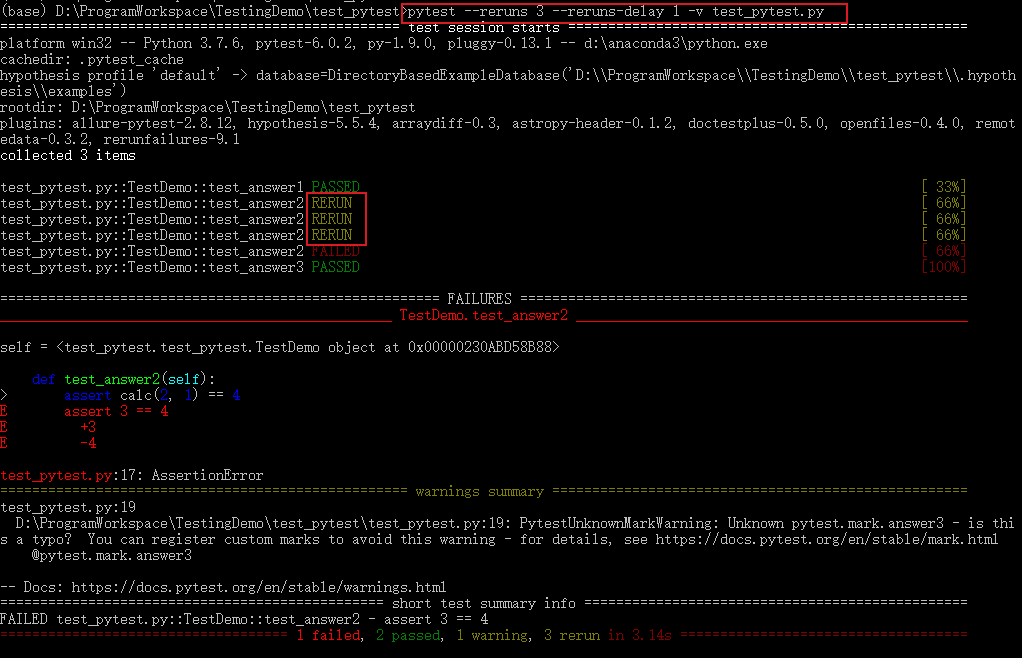 (base) D:\ProgramWorkspace\TestingDemo\test_pytest>pytest --reruns 3 --reruns-delay 1 -v test_pytest.py
================================================= test session starts ==================================================
platform win32 -- Python 3.7.6, pytest-6.0.2, py-1.9.0, pluggy-0.13.1 -- d:\anaconda3\python.exe
cachedir: .pytest_cache
hypothesis profile 'default' -> database=DirectoryBasedExampleDatabase('D:\\ProgramWorkspace\\TestingDemo\\test_pytest\\.hypoth
esis\\examples')
rootdir: D:\ProgramWorkspace\TestingDemo\test_pytest
plugins: allure-pytest-2.8.12, hypothesis-5.5.4, arraydiff-0.3, astropy-header-0.1.2, doctestplus-0.5.0, openfiles-0.4.0, remot
edata-0.3.2, rerunfailures-9.1
collected 3 items
test_pytest.py::TestDemo::test_answer1 PASSED [ 33%]
test_pytest.py::TestDemo::test_answer2 RERUN [ 66%]
test_pytest.py::TestDemo::test_answer2 RERUN [ 66%]
test_pytest.py::TestDemo::test_answer2 RERUN [ 66%]
test_pytest.py::TestDemo::test_answer2 FAILED [ 66%]
test_pytest.py::TestDemo::test_answer3 PASSED [100%]
======================================================= FAILURES ========================================================
_________________________________________________ TestDemo.test_answer2 _________________________________________________
self = <test_pytest.test_pytest.TestDemo object at 0x00000230ABD58B88>
def test_answer2(self):
> assert calc(2, 1) == 4
E assert 3 == 4
E +3
E -4
test_pytest.py:17: AssertionError
=================================================== warnings summary ====================================================
test_pytest.py:19
D:\ProgramWorkspace\TestingDemo\test_pytest\test_pytest.py:19: PytestUnknownMarkWarning: Unknown pytest.mark.answer3 - is thi
s a typo? You can register custom marks to avoid this warning - for details, see https://docs.pytest.org/en/stable/mark.html
@pytest.mark.answer3
-- Docs: https://docs.pytest.org/en/stable/warnings.html
================================================ short test summary info ================================================
FAILED test_pytest.py::TestDemo::test_answer2 - assert 3 == 4
==================================== 1 failed, 2 passed, 1 warning, 3 rerun in 3.14s ====================================